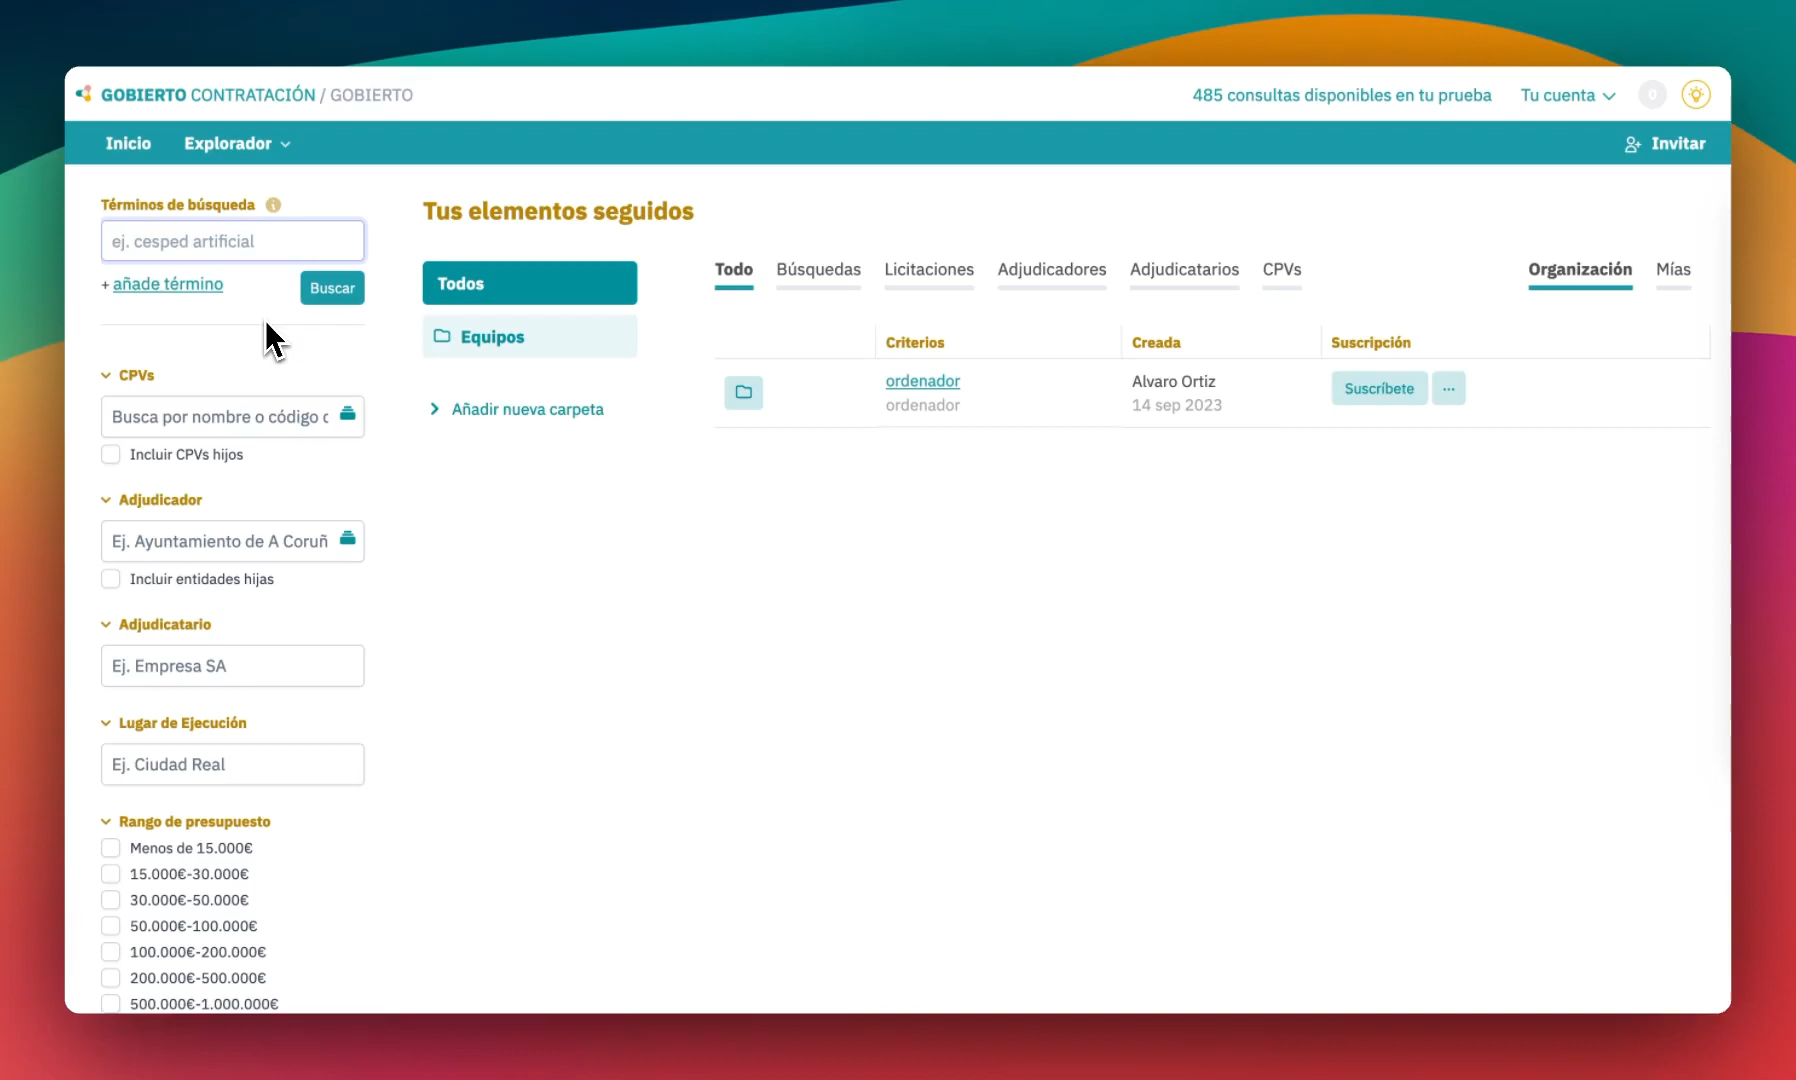 GOBIERTO CONTRATACIÓN / GOBIERTO
485 consultas disponibles en tu prueba
Tu cuenta
0
Inicio
Explorador
Invitar
Términos de búsqueda
ej. cesped artificial
+ añade término
Buscar
CPVs
Busca por nombre o código c
Incluir CPVs hijos
Adjudicador
Ej. Ayuntamiento de A Coruñ
Incluir entidades hijas
Adjudicatario
Ej. Empresa SA
Lugar de Ejecución
Ej. Ciudad Real
Rango de presupuesto
Menos de 15.000€
15.000€-30.000€
30.000€-50.000€
50.000€-100.000€
100.000€-200.000€
200.000€-500.000€
500.000€-1.000.000€
Tus elementos seguidos
Todos
Equipos
Añadir nueva carpeta
Todo
Búsquedas
Licitaciones
Adjudicadores
Adjudicatarios
CPVs
Organización
Mías
Criterios
Creada
Suscripción
ordenador
ordenador
Alvaro Ortiz
14 sep 2023
Suscríbete
...